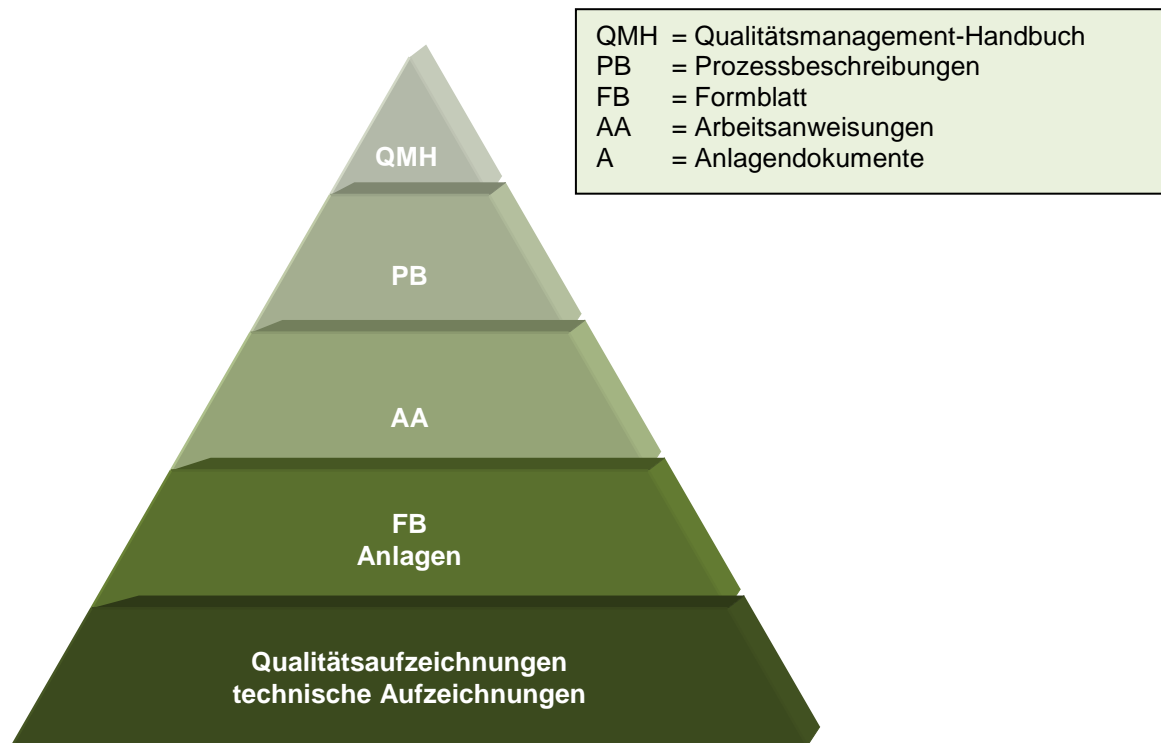 QMH = Qualitätsmanagement-Handbuch
PB = Prozessbeschreibungen
FB = Formblatt
AA = Arbeitsanweisungen
A = Anlagendokumente
QMH
PB
AA
FB
Anlagen
Qualitätsaufzeichnungen
technische Aufzeichnungen